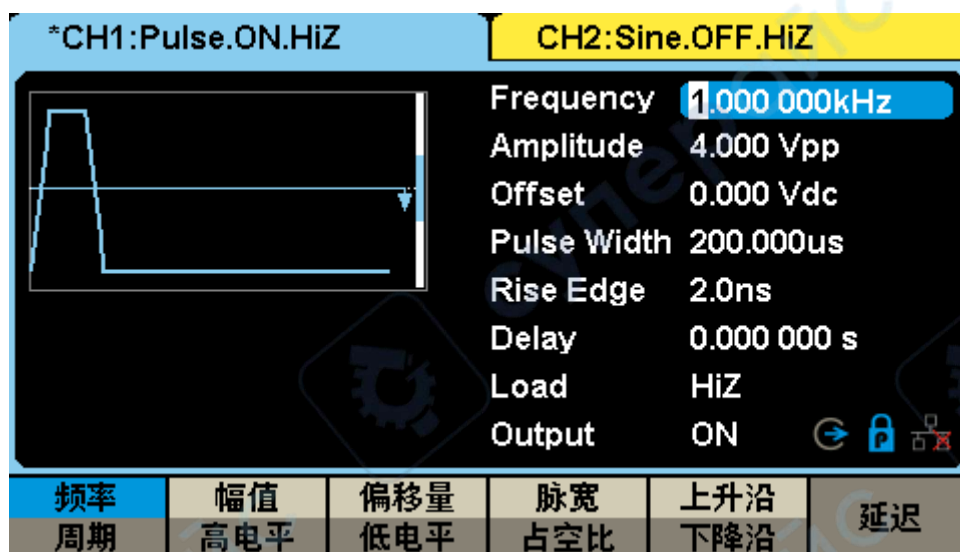 *CH1:Pulse.ON.HiZ CH2:Sine.OFF.HiZ
Frequency 1.000 000kHz
Amplitude 4.000 Vpp
Offset 0.000 Vdc
Pulse Width 200.000us
Rise Edge 2.0ns
Delay 0.000 000 s
Load HiZ
Output ON
频率 幅值 偏移量 脉宽 上升沿 延迟
周期 高电平 低电平 占空比 下降沿